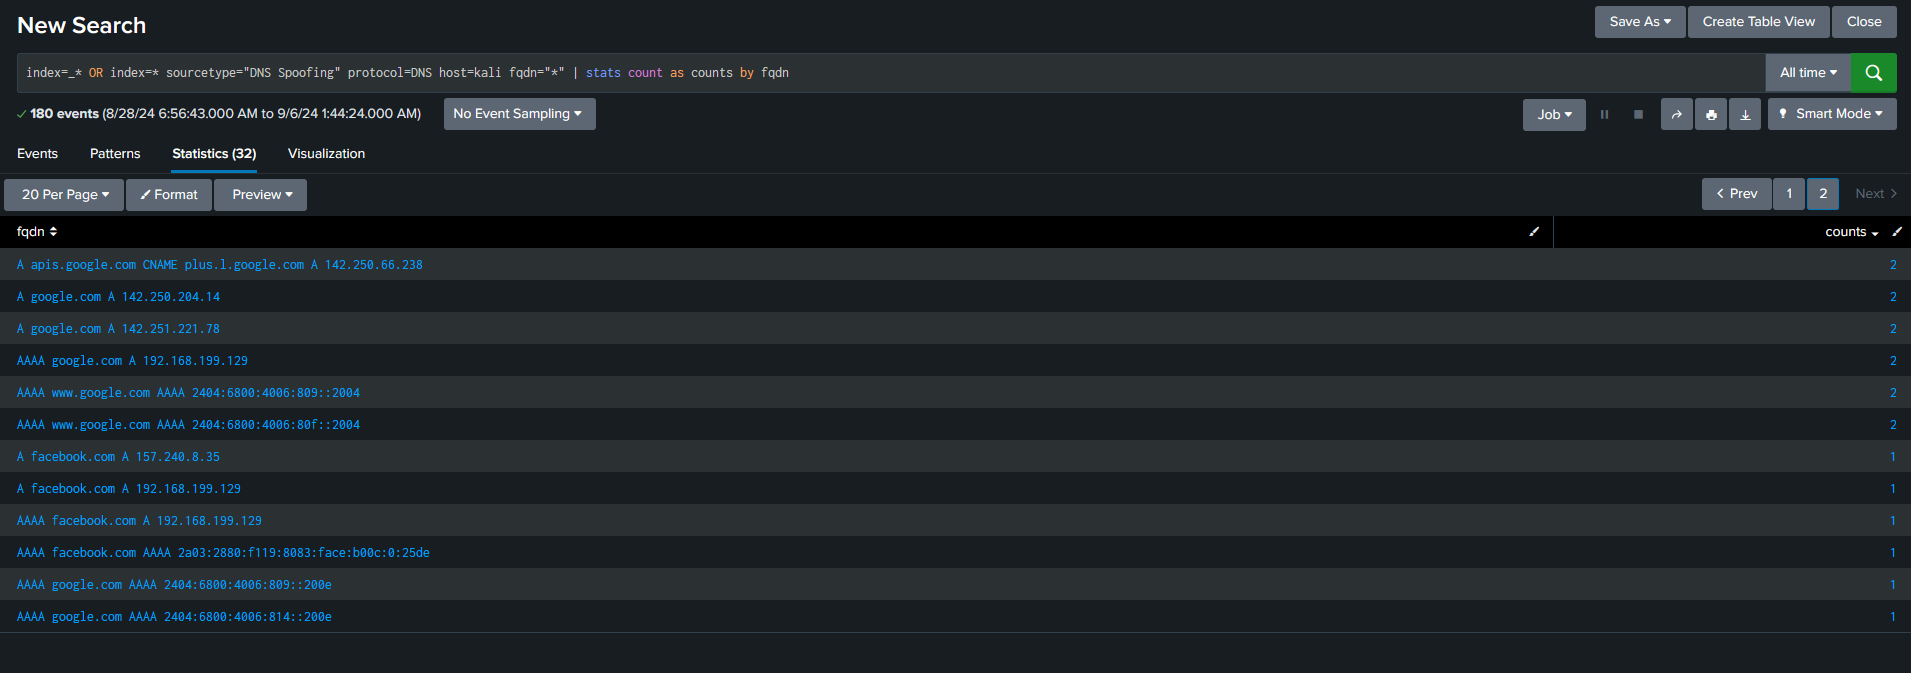 New Search
Save As
Create Table View
Close
index=_* OR index=* sourcetype="DNS Spoofing" protocol=DNS host=kali fqdn="*" | stats count as counts by fqdn
All time
180 events (8/28/24 6:56:43.000 AM to 9/6/24 1:44:24.000 AM)
No Event Sampling
Job
Smart Mode
Events
Patterns
Statistics (32)
Visualization
20 Per Page
Format
Preview
Prev
1
2
Next
fqdn
counts
A apis.google.com CNAME plus.l.google.com A 142.250.66.238 2
A google.com A 142.250.204.14 2
A google.com A 142.251.221.78 2
AAAA google.com A 192.168.199.129 2
AAAA www.google.com AAAA 2404:6800:4006:809::2004 2
AAAA www.google.com AAAA 2404:6800:4006:80f::2004 2
A facebook.com A 157.240.8.35 1
A facebook.com A 192.168.199.129 1
AAAA facebook.com A 192.168.199.129 1
AAAA facebook.com AAAA 2a03:2880:f119:8083:face:b00c:0:25de 1
AAAA google.com AAAA 2404:6800:4006:809::200e 1
AAAA google.com AAAA 2404:6800:4006:814::200e 1